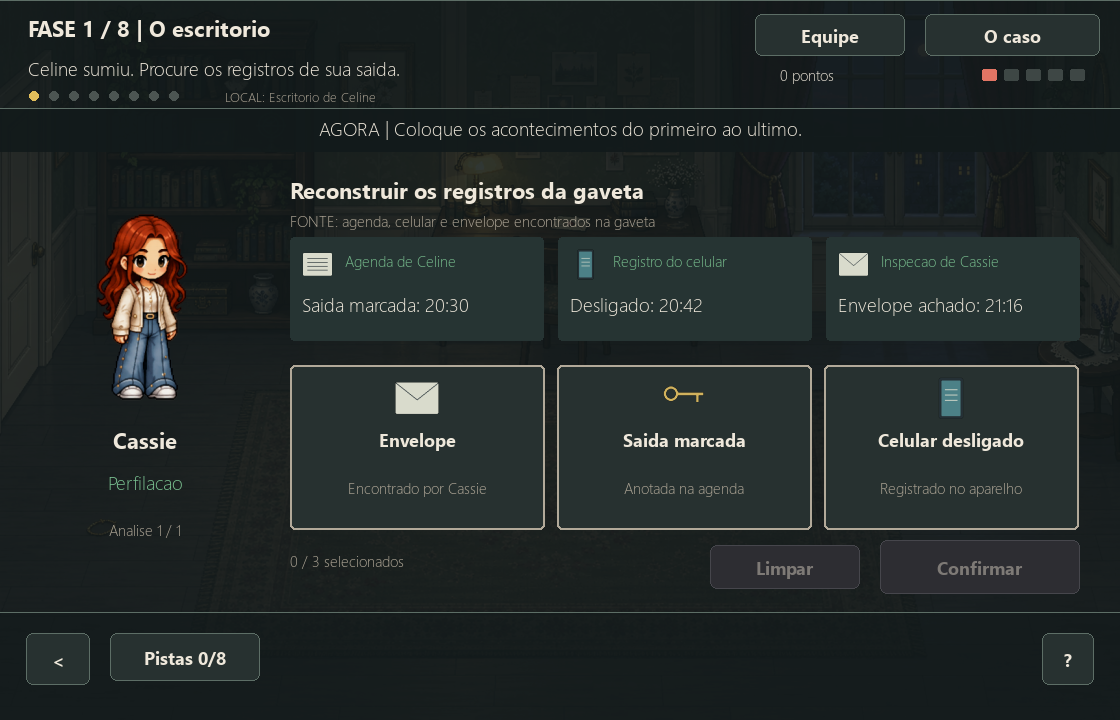 FASE 1 / 8 | O escritorio
Equipe
O caso
Celine sumiu. Procure os registros de sua saida.
0 pontos
LOCAL: Escritorio de Celine
AGORA | Coloque os acontecimentos do primeiro ao ultimo.
Reconstruir os registros da gaveta
FONTE: agenda, celular e envelope encontrados na gaveta
Agenda de Celine
Saida marcada: 20:30
Registro do celular
Desligado: 20:42
Inspecao de Cassie
Envelope achado: 21:16
Cassie
Perfilacao
Analise 1 / 1
Envelope
Encontrado por Cassie
Saida marcada
Anotada na agenda
Celular desligado
Registrado no aparelho
0 / 3 selecionados
Limpar
Confirmar
<
Pistas 0/8
?